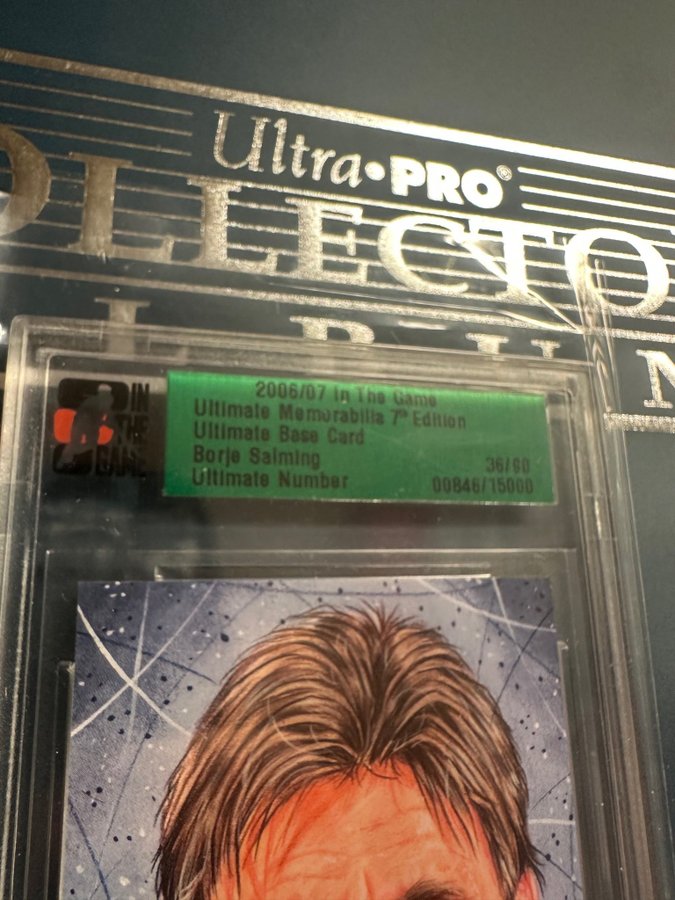 Ultra•PRO®
OLLECTO
IN
THE
GAME
2006/07 In The Game
Ultimate Memorabilia 7th Edition
Ultimate Base Card
Borje Salming
36/60
Ultimate Number
00846/15000